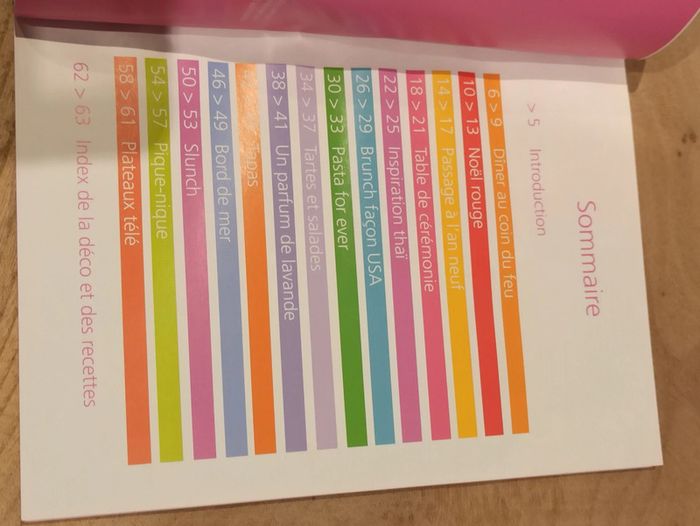 Sommaire
> 5 Introduction
6 > 9 Dîner au coin du feu
10 > 13 Noël rouge
14 > 17 Passage à l'an neuf
18 > 21 Table de cérémonie
22 > 25 Inspiration thaï
26 > 29 Brunch façon USA
30 > 33 Pasta for ever
34 > 37 Tartes et salades
38 > 41 Un parfum de lavande
Tapas
46 > 49 Bord de mer
50 > 53 Slunch
54 > 57 Pique-nique
58 > 61 Plateaux télé
62 > 63 Index de la déco et des recettes